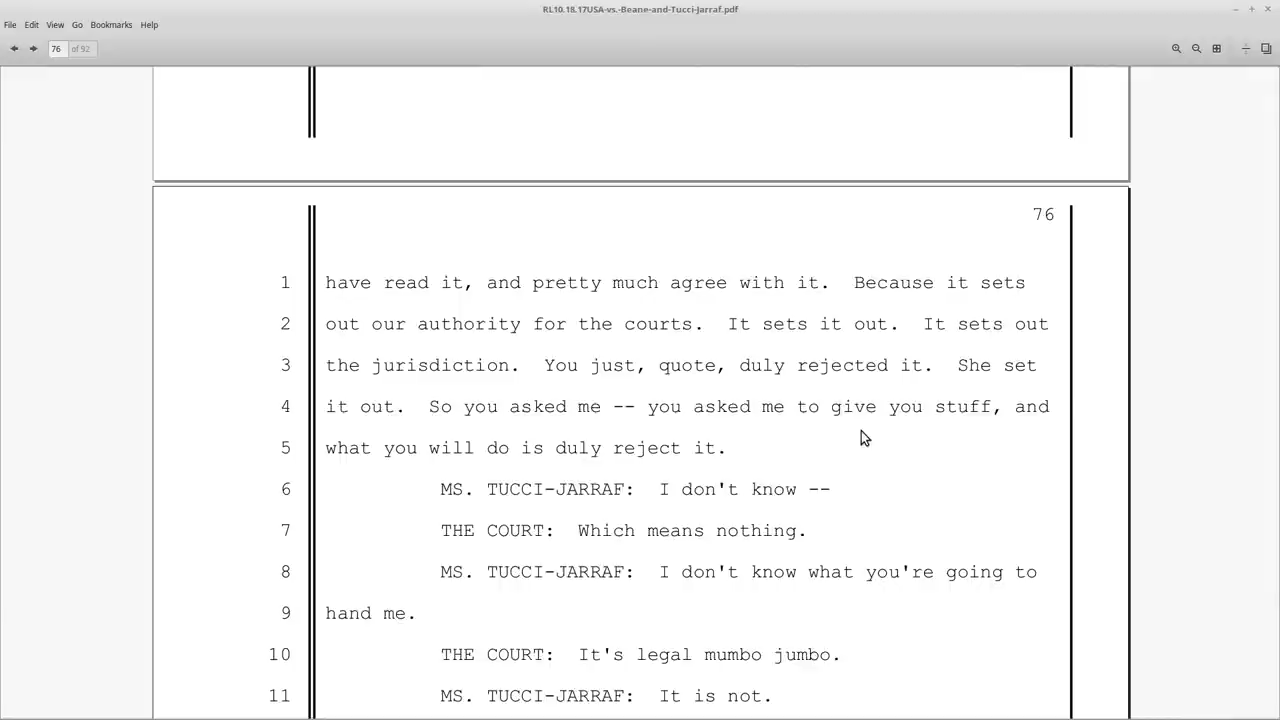 RL10.18.17USA-vs.-Beane-and-Tucci-Jarraf.pdf
File Edit View Go Bookmarks Help
76 of 92
76
1 have read it, and pretty much agree with it. Because it sets
2 out our authority for the courts. It sets it out. It sets out
3 the jurisdiction. You just, quote, duly rejected it. She set
4 it out. So you asked me -- you asked me to give you stuff, and
5 what you will do is duly reject it.
6 MS. TUCCI-JARRAF: I don't know --
7 THE COURT: Which means nothing.
8 MS. TUCCI-JARRAF: I don't know what you're going to
9 hand me.
10 THE COURT: It's legal mumbo jumbo.
11 MS. TUCCI-JARRAF: It is not.